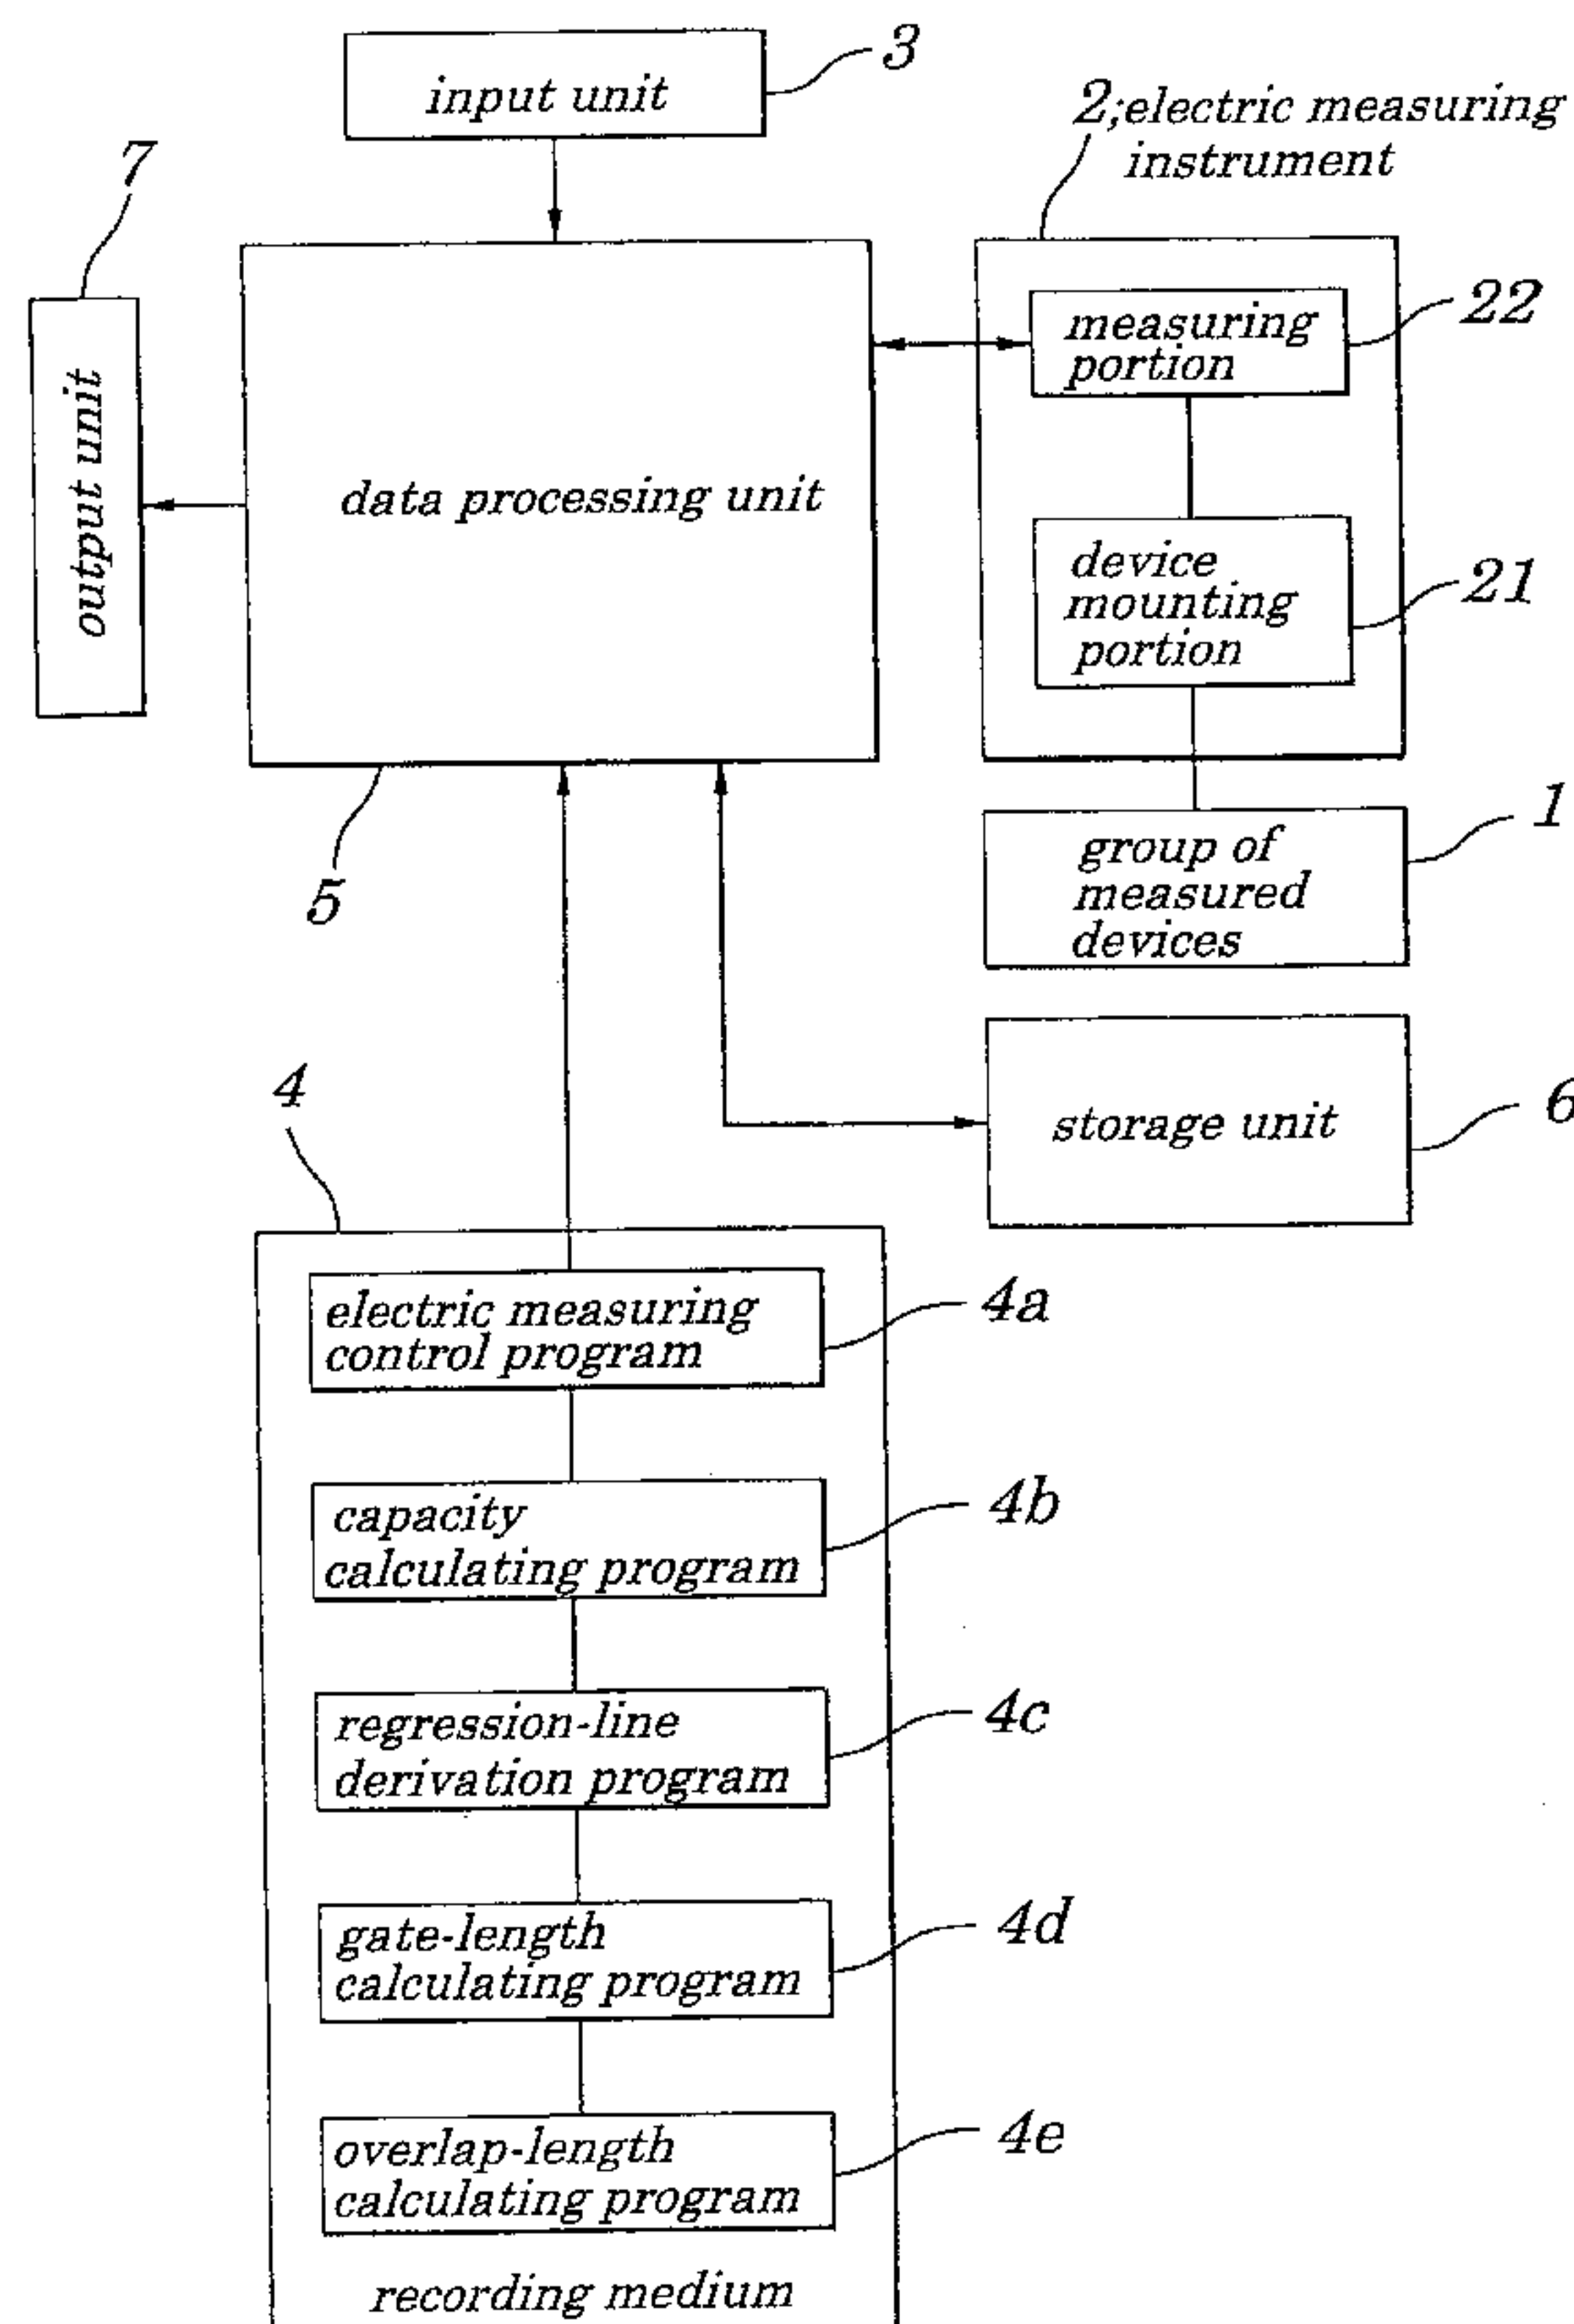 3
input unit
2;electric measuring
instrument
7
22
measuring
portion
output unit
data processing unit
21
device
mounting
portion
5
1
group of
measured
devices
6
storage unit
4
4a
electric measuring
control program
4b
capacity
calculating program
4c
regression-line
derivation program
4d
gate-length
calculating program
4e
overlap-length
calculating program
recording medium